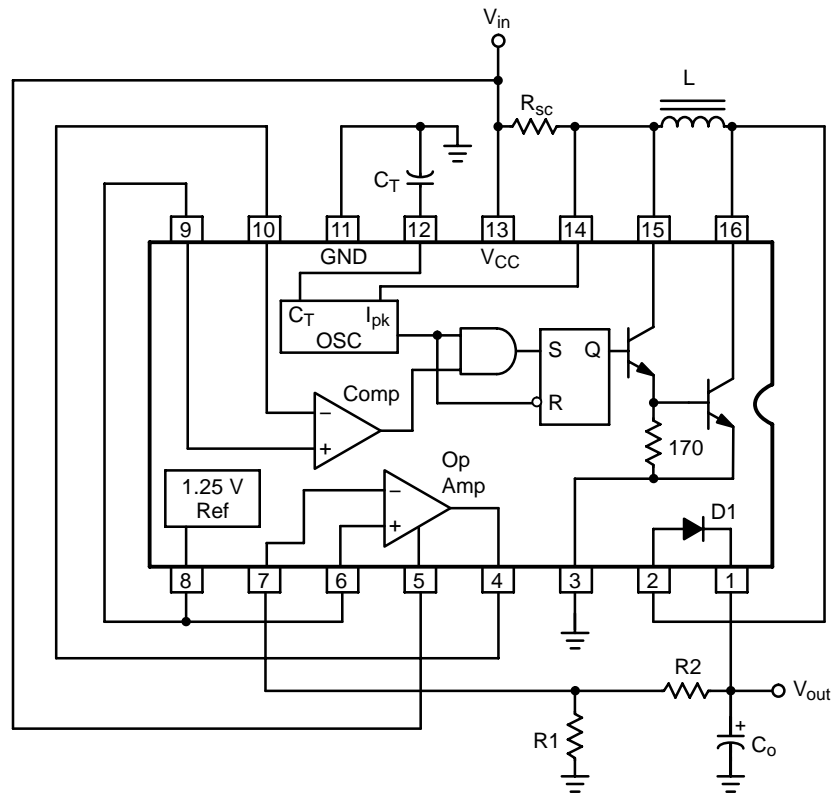 Vin
L
Rsc
CT
9 10 11 12 13 14 15 16
GND VCC
CT Ipk
OSC
S Q
R
Comp
170
Op
Amp
1.25 V
Ref
D1
8 7 6 5 4 3 2 1
R2
Vout
R1
+
Co
− +
− +